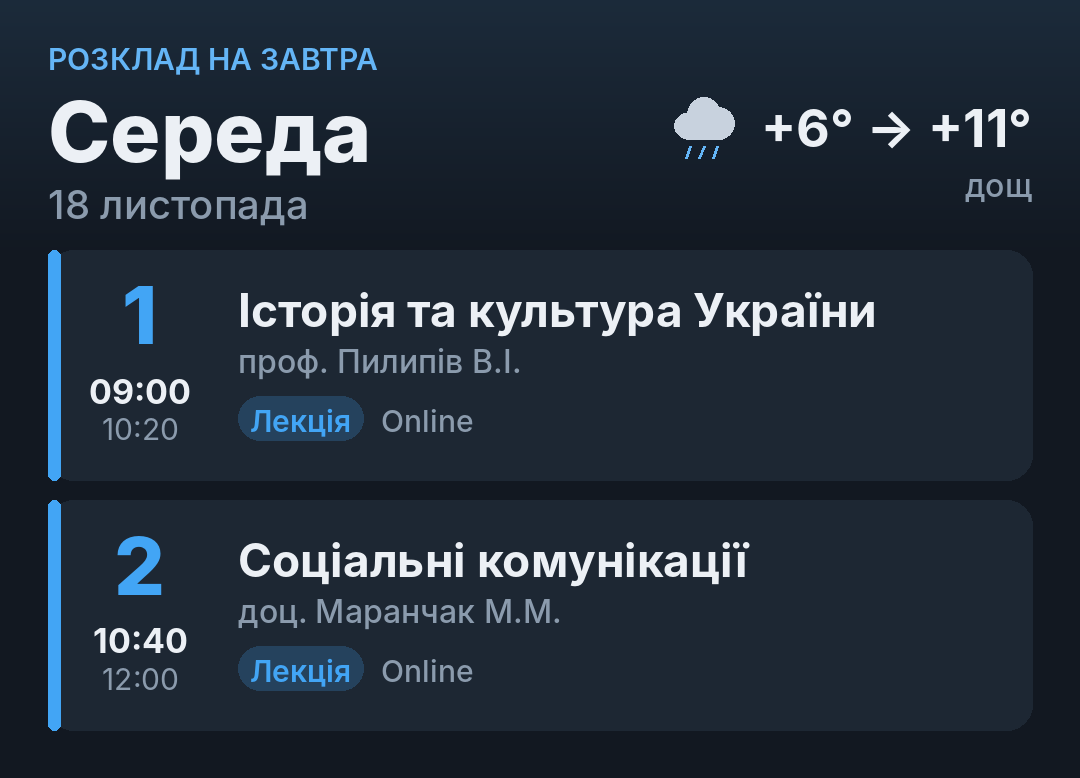 РОЗКЛАД НА ЗАВТРА
Середа
18 листопада
+6° → +11°
дощ
1
09:00
10:20
Історія та культура України
проф. Пилипів В.І.
Лекція Online
2
10:40
12:00
Соціальні комунікації
доц. Маранчак М.М.
Лекція Online